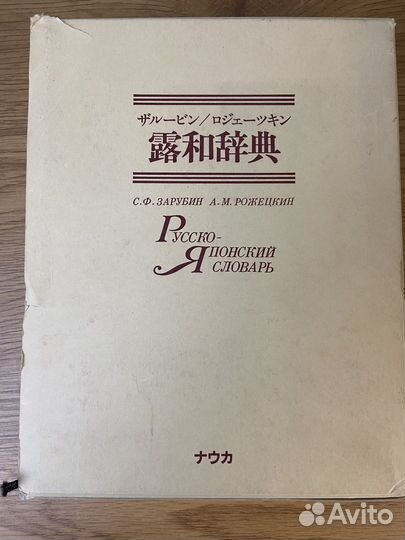 ザルービン／ロジェーツキン
露和辞典
С.Ф.ЗАРУБИН А.М.РОЖЕЦКИН
РУССКО-
ЯПОНСКИЙ
СЛОВАРЬ
ナウカ
Avito